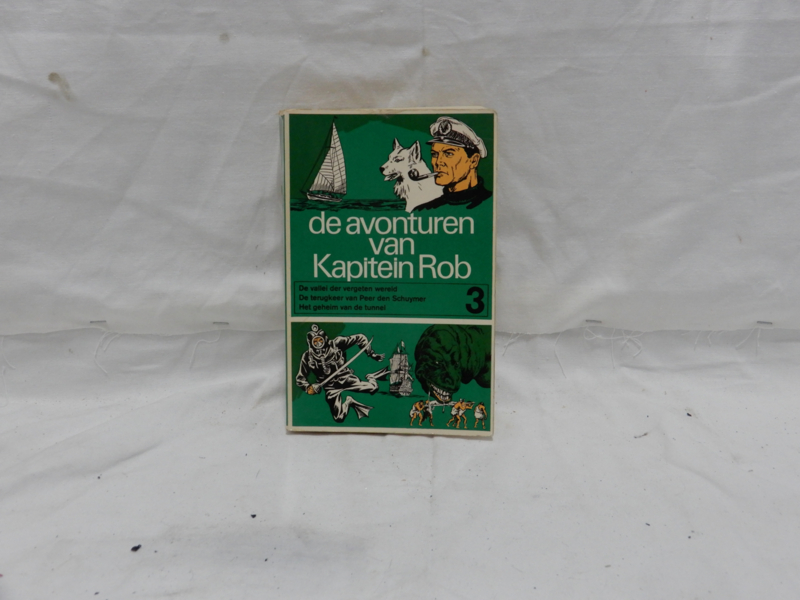 de avonturen
van
Kapitein Rob
De vallei der vergeten wereld
De terugkeer van Peer den Schuymer
Het geheim van de tunnel
3